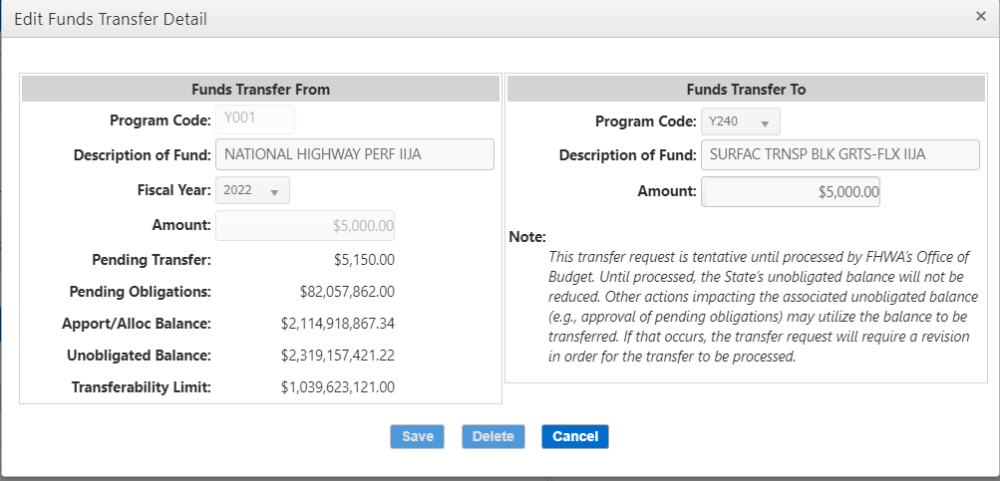 Edit Funds Transfer Detail
Funds Transfer From
Program Code: Y001
Description of Fund: NATIONAL HIGHWAY PERF IIJA
Fiscal Year: 2022
Amount: $5,000.00
Pending Transfer: $5,150.00
Pending Obligations: $82,057,862.00
Apport/Alloc Balance: $2,114,918,867.34
Unobligated Balance: $2,319,157,421.22
Transferability Limit: $1,039,623,121.00
Funds Transfer To
Program Code: Y240
Description of Fund: SURFAC TRNSP BLK GRTS-FLX IIJA
Amount: $5,000.00
Note:
This transfer request is tentative until processed by FHWA's Office of
Budget. Until processed, the State's unobligated balance will not be
reduced. Other actions impacting the associated unobligated balance
(e.g., approval of pending obligations) may utilize the balance to be
transferred. If that occurs, the transfer request will require a revision
in order for the transfer to be processed.
Save Delete Cancel